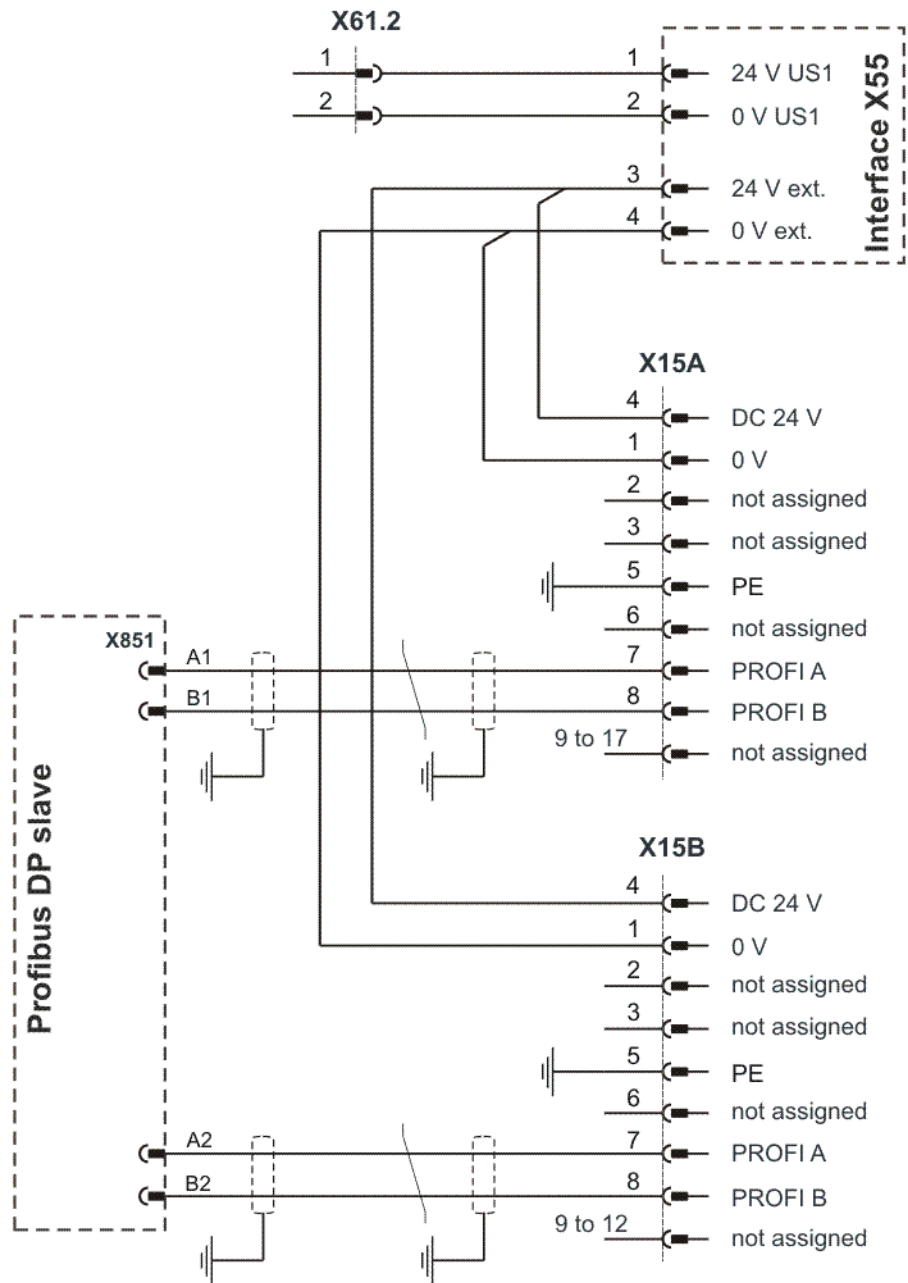 X61.2
1 1 24 V US1
2 2 0 V US1
3 24 V ext.
4 0 V ext.
Interface X55
X15A
4 DC 24 V
1 0 V
2 not assigned
3 not assigned
5 PE
6 not assigned
X851
A1 7 PROFI A
B1 8 PROFI B
9 to 17 not assigned
Profibus DP slave
X15B
4 DC 24 V
1 0 V
2 not assigned
3 not assigned
5 PE
6 not assigned
A2 7 PROFI A
B2 8 PROFI B
9 to 12 not assigned